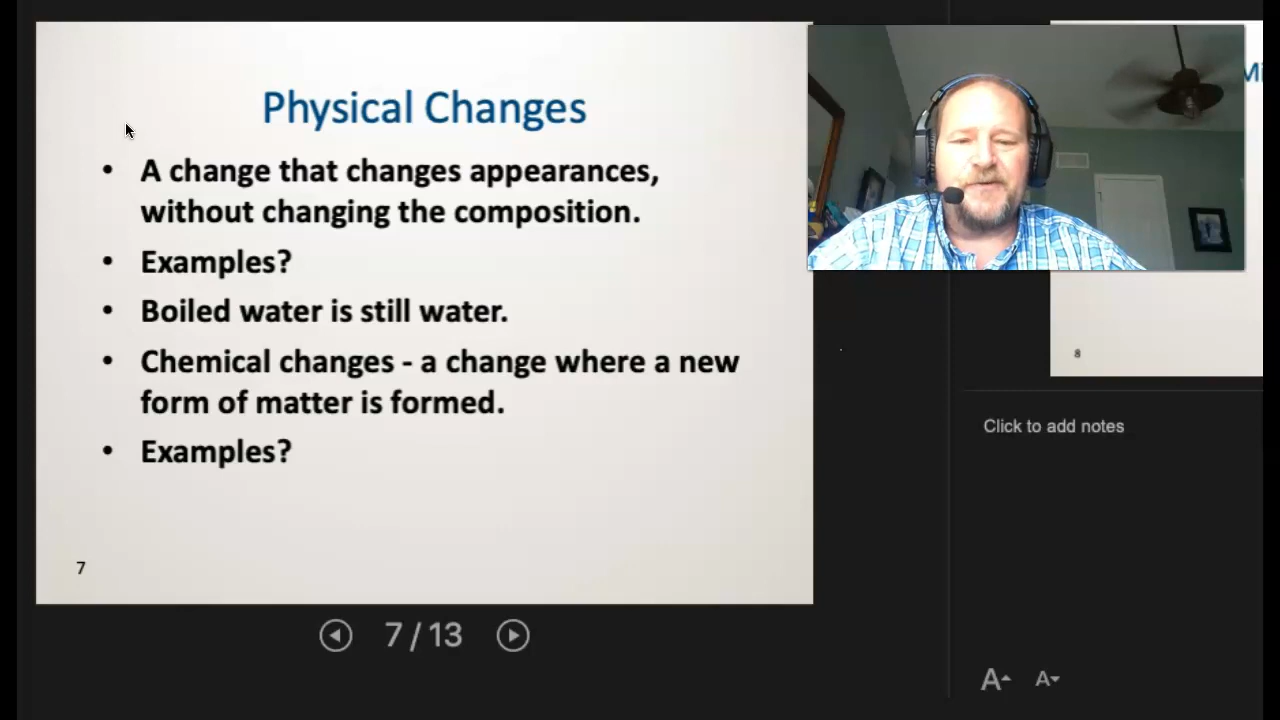 Physical Changes
• A change that changes appearances,
without changing the composition.
• Examples?
• Boiled water is still water.
• Chemical changes - a change where a new
form of matter is formed.
• Examples?
7
7 / 13
Mi
8
Click to add notes
A A